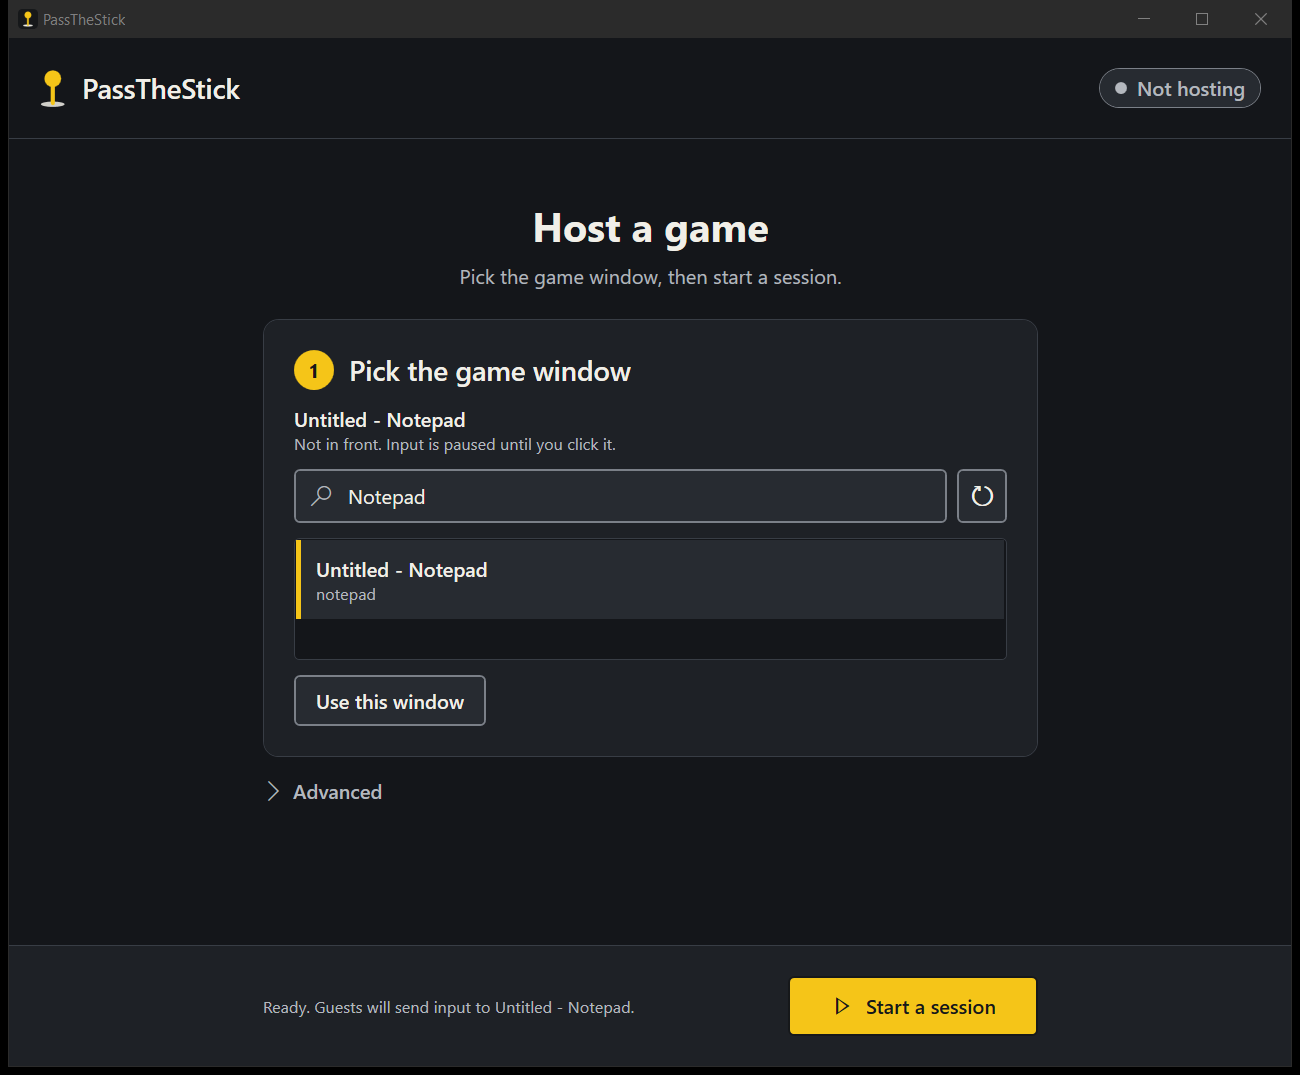 PassTheStick
PassTheStick
Not hosting
Host a game
Pick the game window, then start a session.
1
Pick the game window
Untitled - Notepad
Not in front. Input is paused until you click it.
Notepad
Untitled - Notepad
notepad
Use this window
Advanced
Ready. Guests will send input to Untitled - Notepad.
Start a session